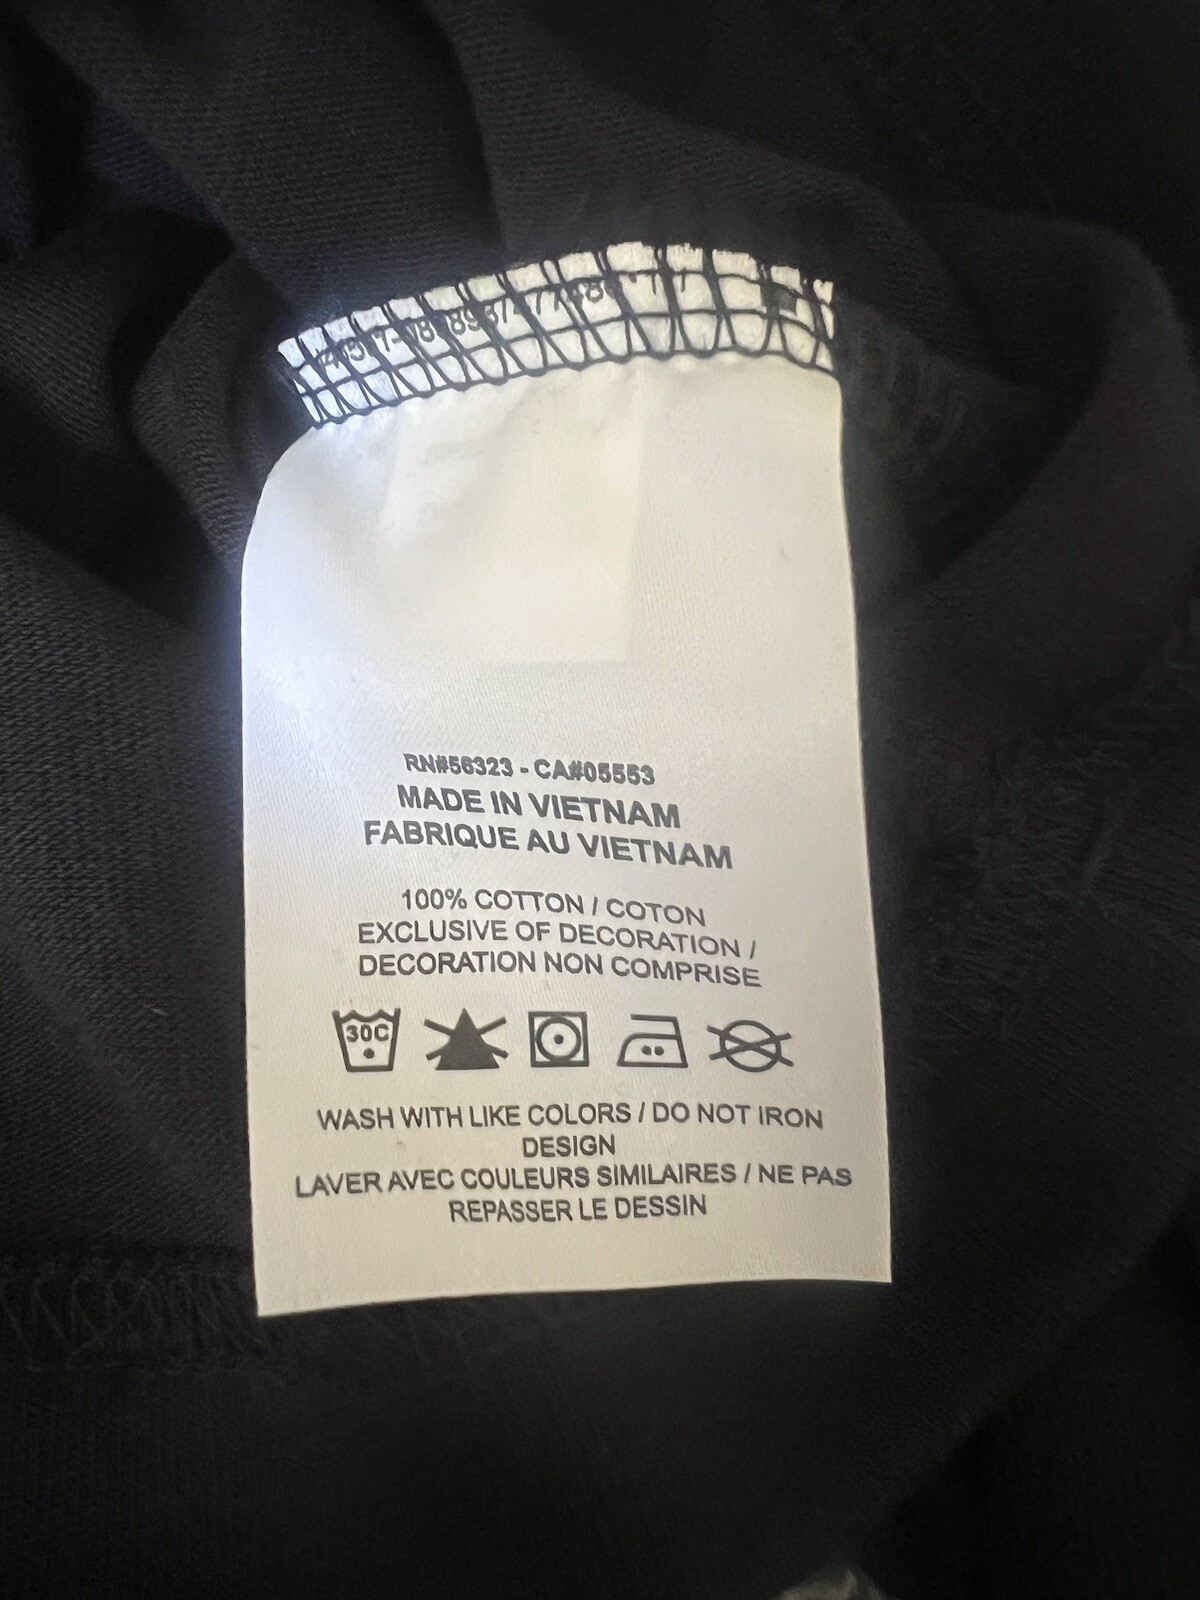 RN#56323 - CA#05553
MADE IN VIETNAM
FABRIQUE AU VIETNAM
100% COTTON / COTON
EXCLUSIVE OF DECORATION /
DECORATION NON COMPRISE
30C
WASH WITH LIKE COLORS / DO NOT IRON
DESIGN
LAVER AVEC COULEURS SIMILAIRES / NE PAS
REPASSER LE DESSIN